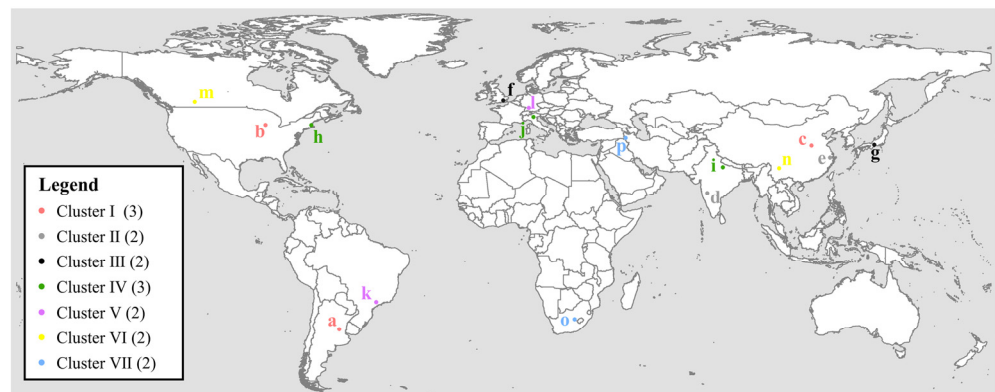 f
m
l
b
h
j
p
c
e
g
i
n
d
k
a
o
Legend
Cluster I (3)
Cluster II (2)
Cluster III (2)
Cluster IV (3)
Cluster V (2)
Cluster VI (2)
Cluster VII (2)